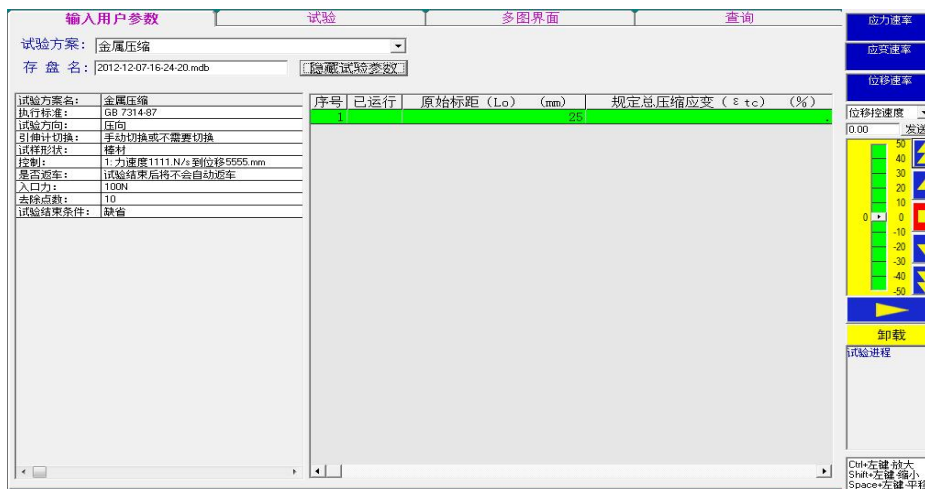 输入用户参数 试验 多图界面 查询
试验方案: 金属压缩
存 盘 名: 2012-12-07-16-24-20.mdb 隐藏试验参数
试验方案名: 金属压缩
执行标准: GB 7314-87
试验方向: 压向
引伸计切换: 手动切换或不需要切换
试样形状: 棒材
控制: 1: 力速度1111.N/s 到位移5555.mm
是否返车: 试验结束后将不会自动返车
入口力: 100N
去除点数: 10
试验结束条件: 缺省
序号 已运行 原始标距(Lo) (mm) 规定总压缩应变(εtc) (%)
1 25 .
应力速率
应变速率
位移速率
位移控速度
0.00 发送
50
40
30
20
10
0 0
-10
-20
-30
-40
-50
卸载
试验进程
Ctrl+左键-放大
Shift+左键-缩小
Space+左键-平移